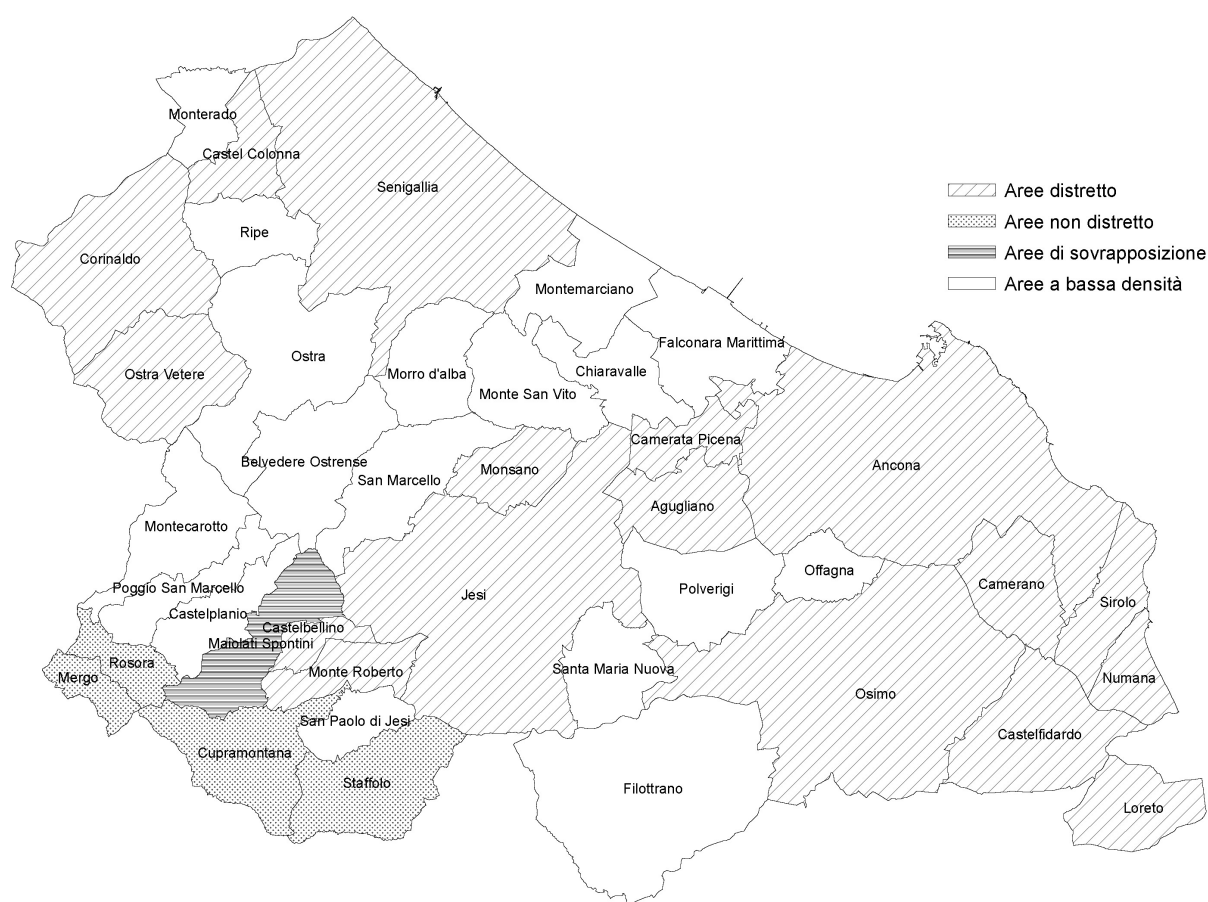 Monterado
Castel Colonna
Senigallia
Aree distretto
Aree non distretto
Aree di sovrapposizione
Aree a bassa densità
Ripe
Corinaldo
Montemarciano
Falconara Marittima
Ostra
Ostra Vetere
Morro d'alba
Chiaravalle
Monte San Vito
Camerata Picena
Belvedere Ostrense
Monsano
Ancona
San Marcello
Agugliano
Montecarotto
Offagna
Poggio San Marcello
Polverigi
Camerano
Jesi
Sirolo
Castelplanio
Castelbellino
Maiolati Spontini
Rosora
Monte Roberto
Santa Maria Nuova
Mergo
Numana
Osimo
San Paolo di Jesi
Castelfidardo
Cupramontana
Staffolo
Filottrano
Loreto